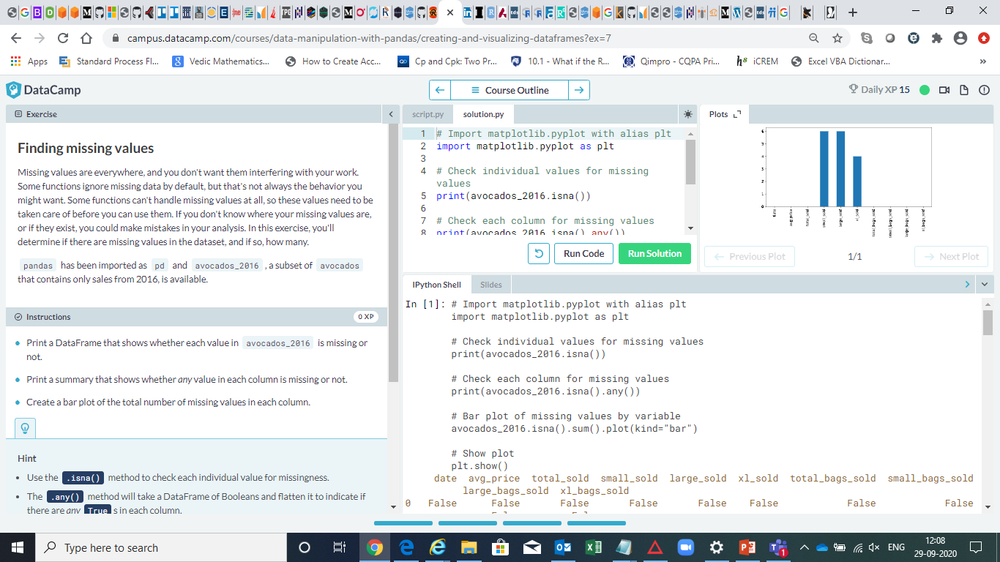 campus.datacamp.com/courses/data-manipulation-with-pandas/creating-and-visualizing-dataframes?ex=7
Apps
Standard Process Fl...
Vedic Mathematics...
How to Create Acc...
Cp and Cpk: Two Pr...
10.1 - What if the R...
Qimpro - CQPA Pri...
iCREM
Excel VBA Dictionar...
DataCamp
Course Outline
Daily XP 15
Exercise
Finding missing values
Missing values are everywhere, and you don't want them interfering with your work.
Some functions ignore missing data by default, but that's not always the behavior you
might want. Some functions can't handle missing values at all, so these values need to be
taken care of before you can use them. If you don't know where your missing values are,
or if they exist, you could make mistakes in your analysis. In this exercise, you'll
determine if there are missing values in the dataset, and if so, how many.
pandas has been imported as pd and avocados_2016 , a subset of avocados
that contains only sales from 2016, is available.
Instructions
0 XP
Print a DataFrame that shows whether each value in avocados_2016 is missing or
not.
Print a summary that shows whether any value in each column is missing or not.
Create a bar plot of the total number of missing values in each column.
Hint
Use the .isna() method to check each individual value for missingness.
The .any() method will take a DataFrame of Booleans and flatten it to indicate if
there are any True s in each column.
script.py
solution.py
1 # Import matplotlib.pyplot with alias plt
2 import matplotlib.pyplot as plt
3
4 # Check individual values for missing
values
5 print(avocados_2016.isna())
6
7 # Check each column for missing values
8 print(avocados_2016.isna().any())
Run Code
Run Solution
Plots
6
5
4
3
2
1
0
Date
avg_price
total_sold
small_sold
large_sold
xl_sold
total_bags_sold
small_bags_sold
large_bags_sold
xl_bags_sold
Previous Plot
1/1
Next Plot
IPython Shell
Slides
In [1]: # Import matplotlib.pyplot with alias plt
import matplotlib.pyplot as plt
# Check individual values for missing values
print(avocados_2016.isna())
# Check each column for missing values
print(avocados_2016.isna().any())
# Bar plot of missing values by variable
avocados_2016.isna().sum().plot(kind="bar")
# Show plot
plt.show()
date avg_price total_sold small_sold large_sold xl_sold total_bags_sold small_bags_sold
large_bags_sold xl_bags_sold
0 False False False False False False False False
Type here to search
ENG
12:08
29-09-2020
1